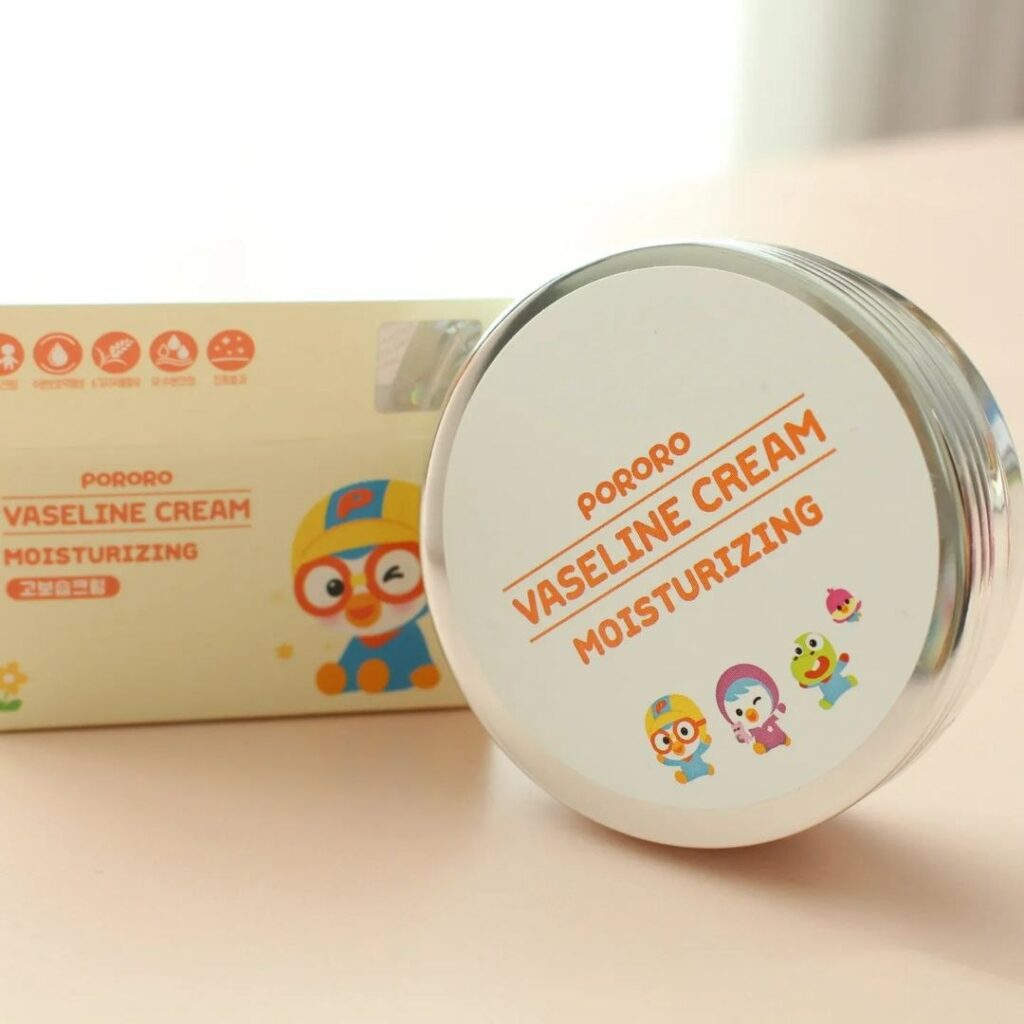 PORORO
VASELINE CREAM
MOISTURIZING
고보습크림
P
PORORO
VASELINE CREAM
MOISTURIZING
P